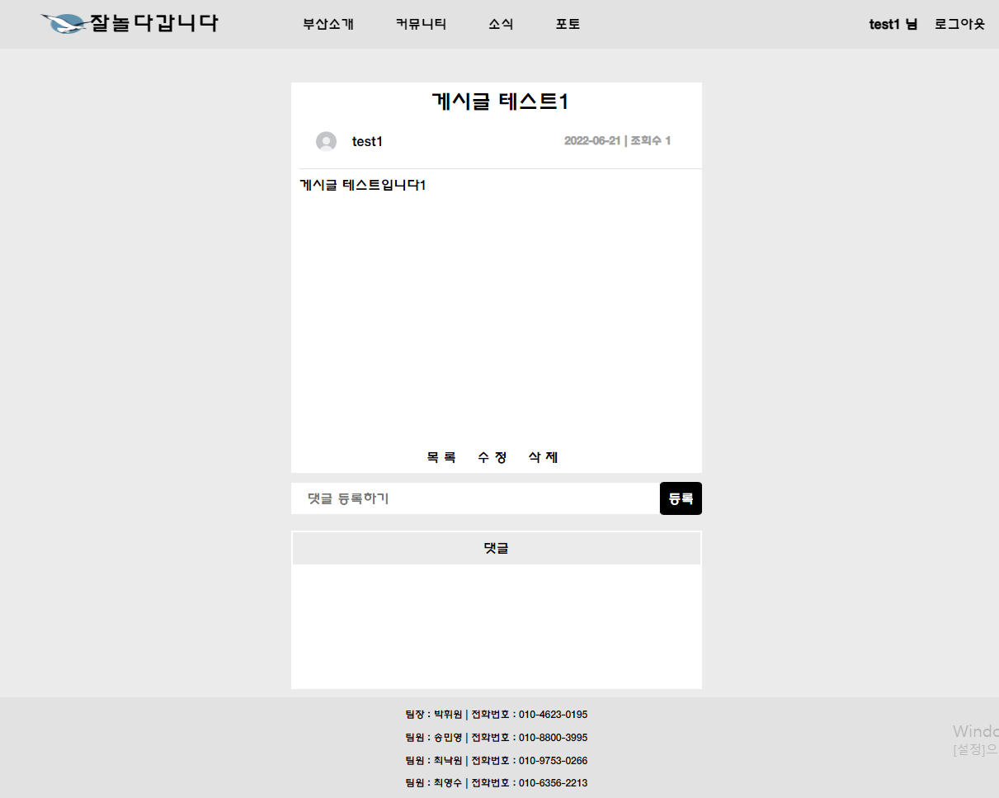 잘놀다갑니다 부산소개 커뮤니티 소식 포토 test1 님 로그아웃
게시글 테스트1
test1 2022-06-21 | 조회수 1
게시글 테스트입니다1
목 록 수 정 삭 제
댓글 등록하기 등록
댓글
팀장 : 박휘원 | 전화번호 : 010-4623-0195
팀원 : 송민영 | 전화번호 : 010-8800-3995
팀원 : 최낙원 | 전화번호 : 010-9753-0266
팀원 : 최영수 | 전화번호 : 010-6356-2213
Windo
[설정]으